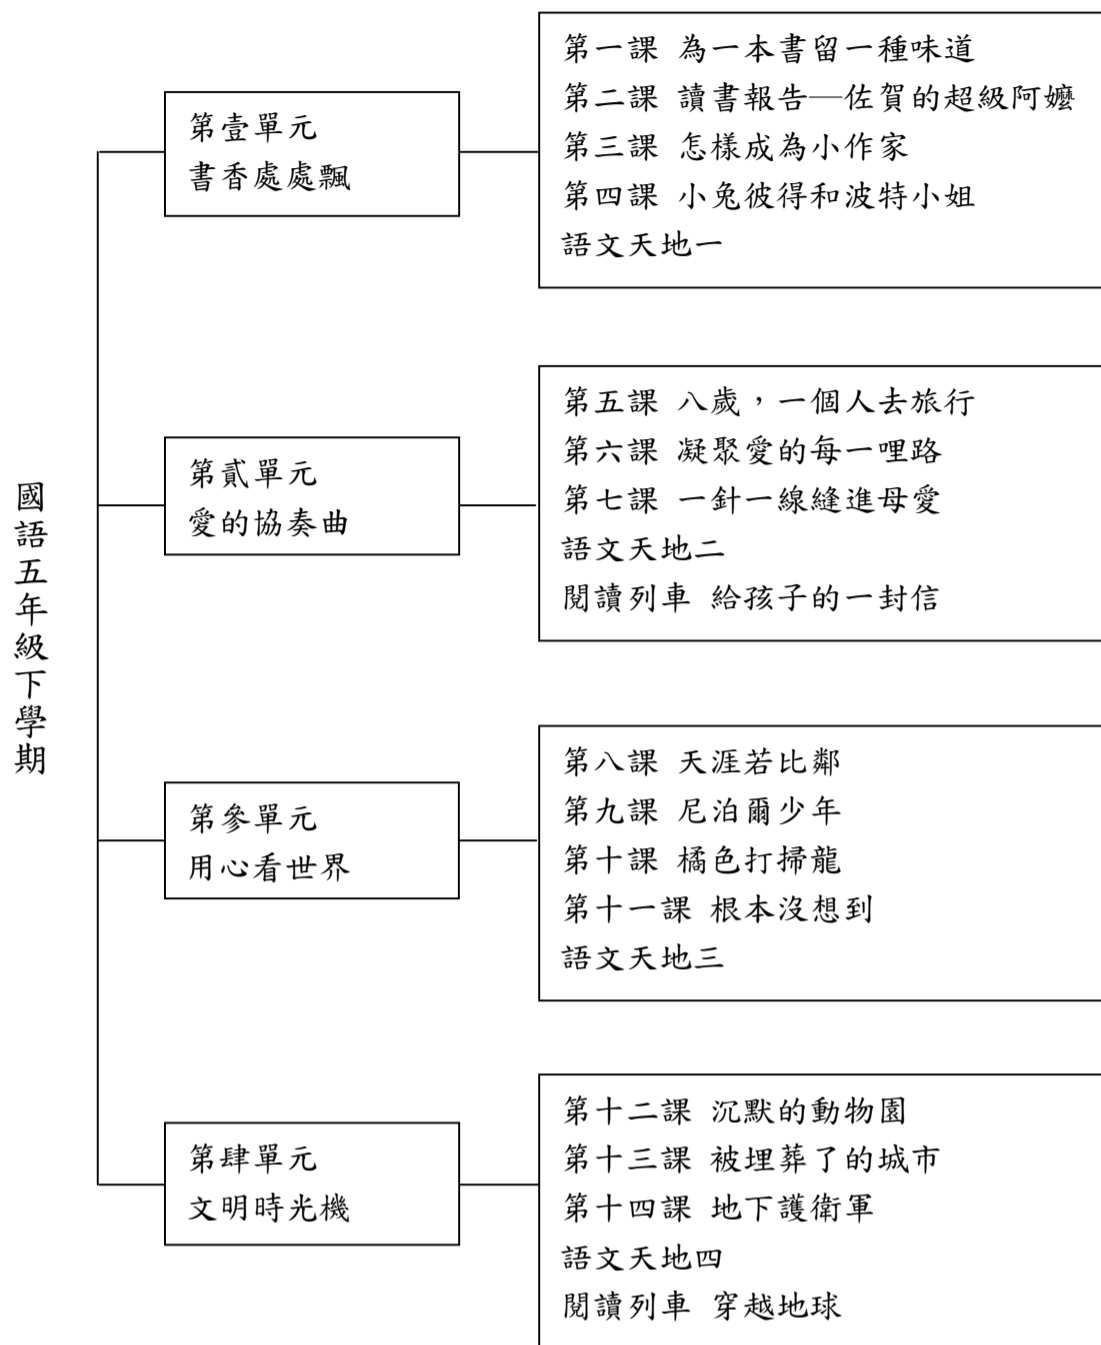 國語五年級下學期
第壹單元
書香處處飄
第一課 為一本書留一種味道
第二課 讀書報告—佐賀的超級阿嬤
第三課 怎樣成為小作家
第四課 小兔彼得和波特小姐
語文天地一
第貳單元
愛的協奏曲
第五課 八歲，一個人去旅行
第六課 凝聚愛的每一哩路
第七課 一針一線縫進母愛
語文天地二
閱讀列車 給孩子的一封信
第參單元
用心看世界
第八課 天涯若比鄰
第九課 尼泊爾少年
第十課 橘色打掃龍
第十一課 根本沒想到
語文天地三
第肆單元
文明時光機
第十二課 沉默的動物園
第十三課 被埋葬了的城市
第十四課 地下護衛軍
語文天地四
閱讀列車 穿越地球